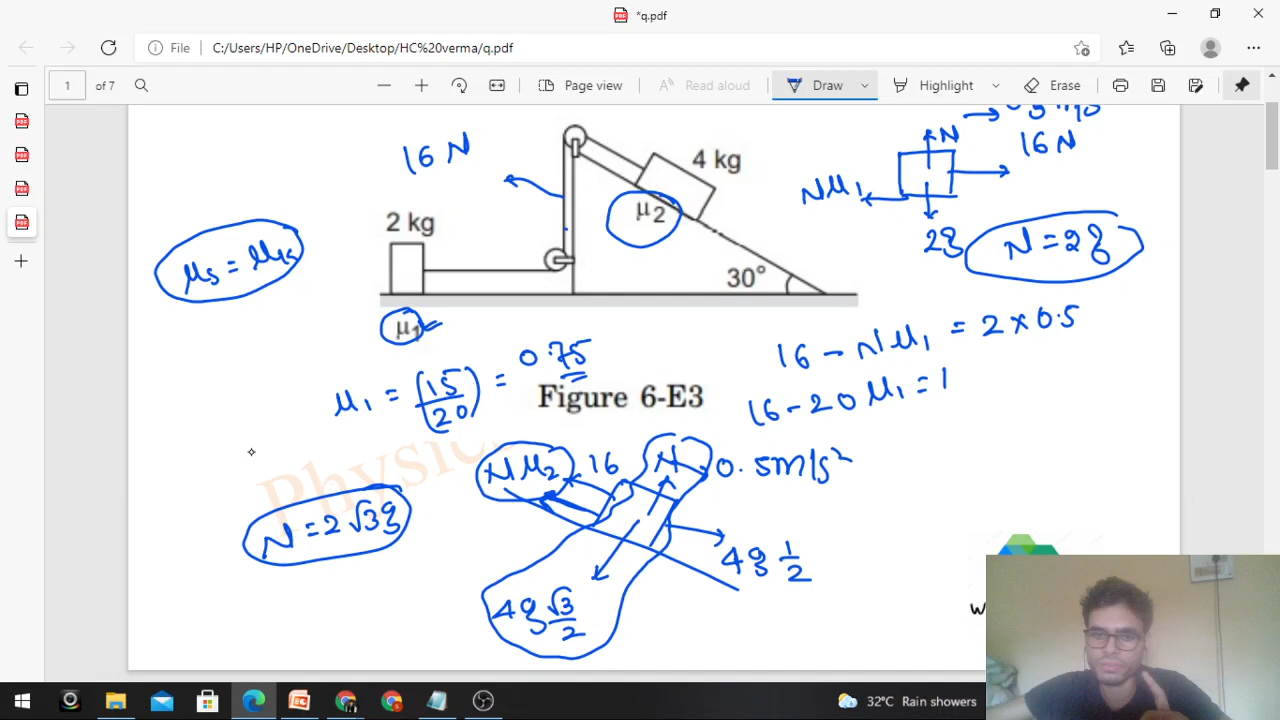 *q.pdf
File C:/Users/HP/OneDrive/Desktop/HC%20verma/q.pdf
1 of 7 Page view Read aloud Draw Highlight Erase
16 N
4 kg
N
16 N
Nμ1
2g
N = 2g
μ2
2 kg
μs = μk
30°
μ1
16 - Nμ1 = 2 × 0.5
16 - 20 μ1 = 1
μ1 = (15/20) = 0.75
Figure 6-E3
Physic
Nμ2 16 N 0.5m/s²
N = 2√3g
4g 1/2
4g √3/2
w
32°C Rain showers